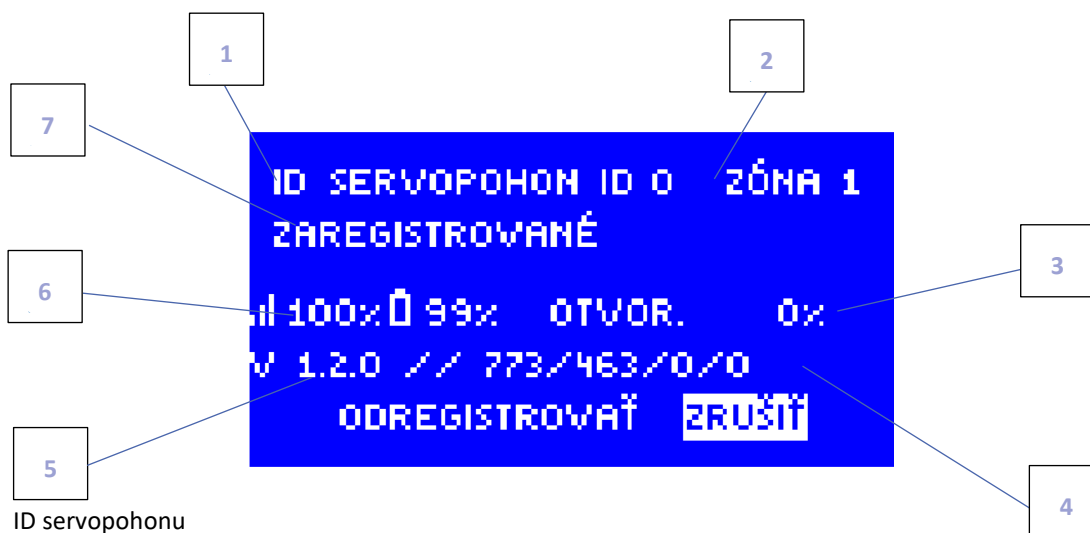 1
2
7
ID SERVOPOHON ID 0 ZÓNA 1
ZAREGISTROVANÉ
3
6
100% 99% OTVOR. 0%
V 1.2.0 // 773/463/0/0
ODREGISTROVAŤ ZRUŠIŤ
5
4
ID servopohonu